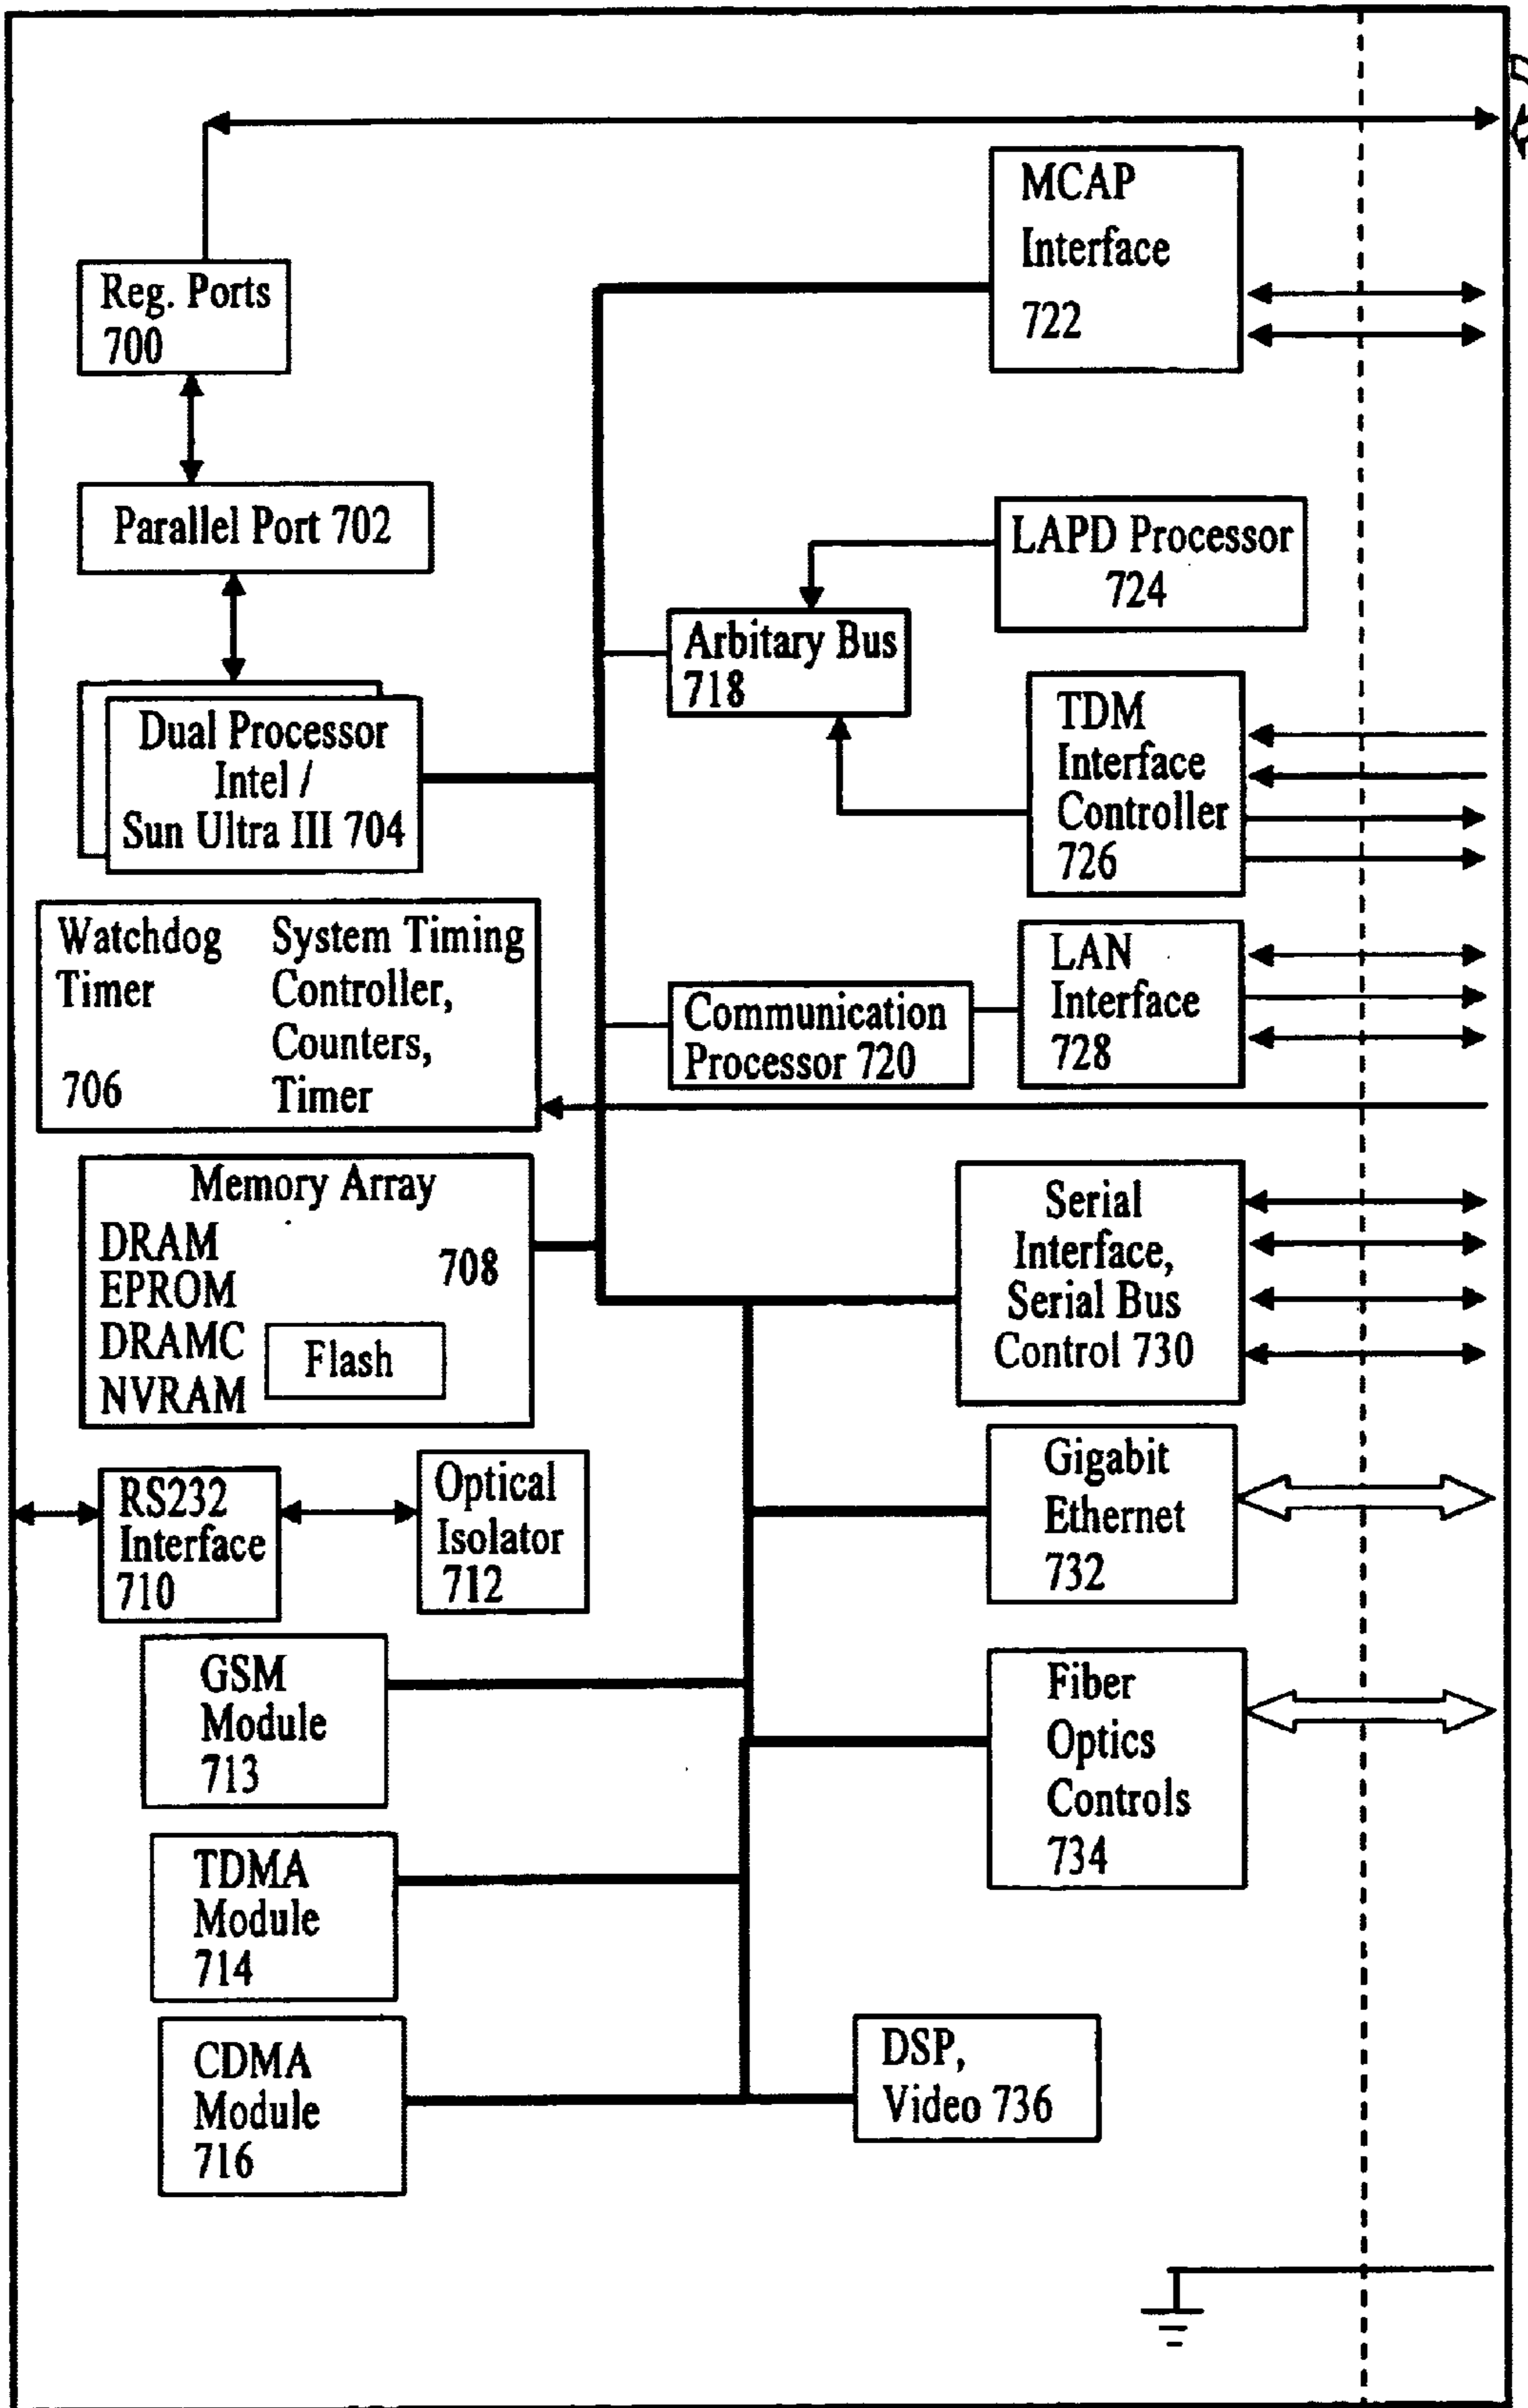 MCAP
Interface
722
Reg. Ports
700
Parallel Port 702
LAPD Processor
724
Arbitary Bus
718
Dual Processor
Intel /
Sun Ultra III 704
TDM
Interface
Controller
726
Watchdog
Timer
706
System Timing
Controller,
Counters,
Timer
LAN
Interface
728
Communication
Processor 720
Memory Array
708
DRAM
EPROM
DRAMC
NVRAM
Flash
Serial
Interface,
Serial Bus
Control 730
RS232
Interface
710
Optical
Isolator
712
Gigabit
Ethernet
732
GSM
Module
713
Fiber
Optics
Controls
734
TDMA
Module
714
CDMA
Module
716
DSP,
Video 736